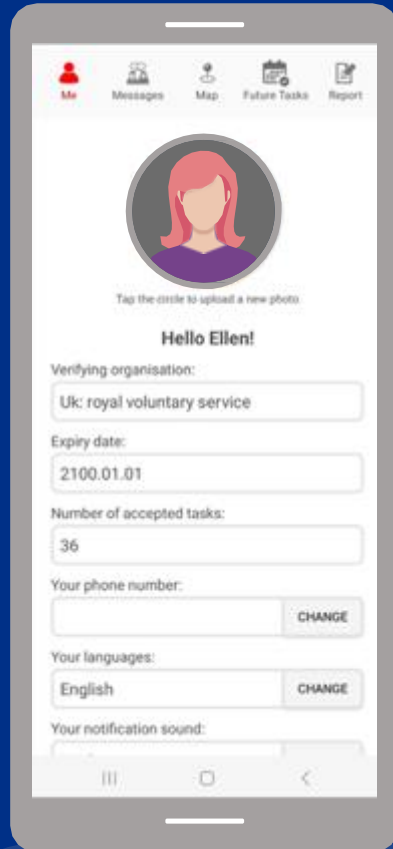 Me Messages Map Future Tasks Report
Tap the circle to upload a new photo
Hello Ellen!
Verifying organisation:
Uk: royal voluntary service
Expiry date:
2100.01.01
Number of accepted tasks:
36
Your phone number:
CHANGE
Your languages:
English CHANGE
Your notification sound: